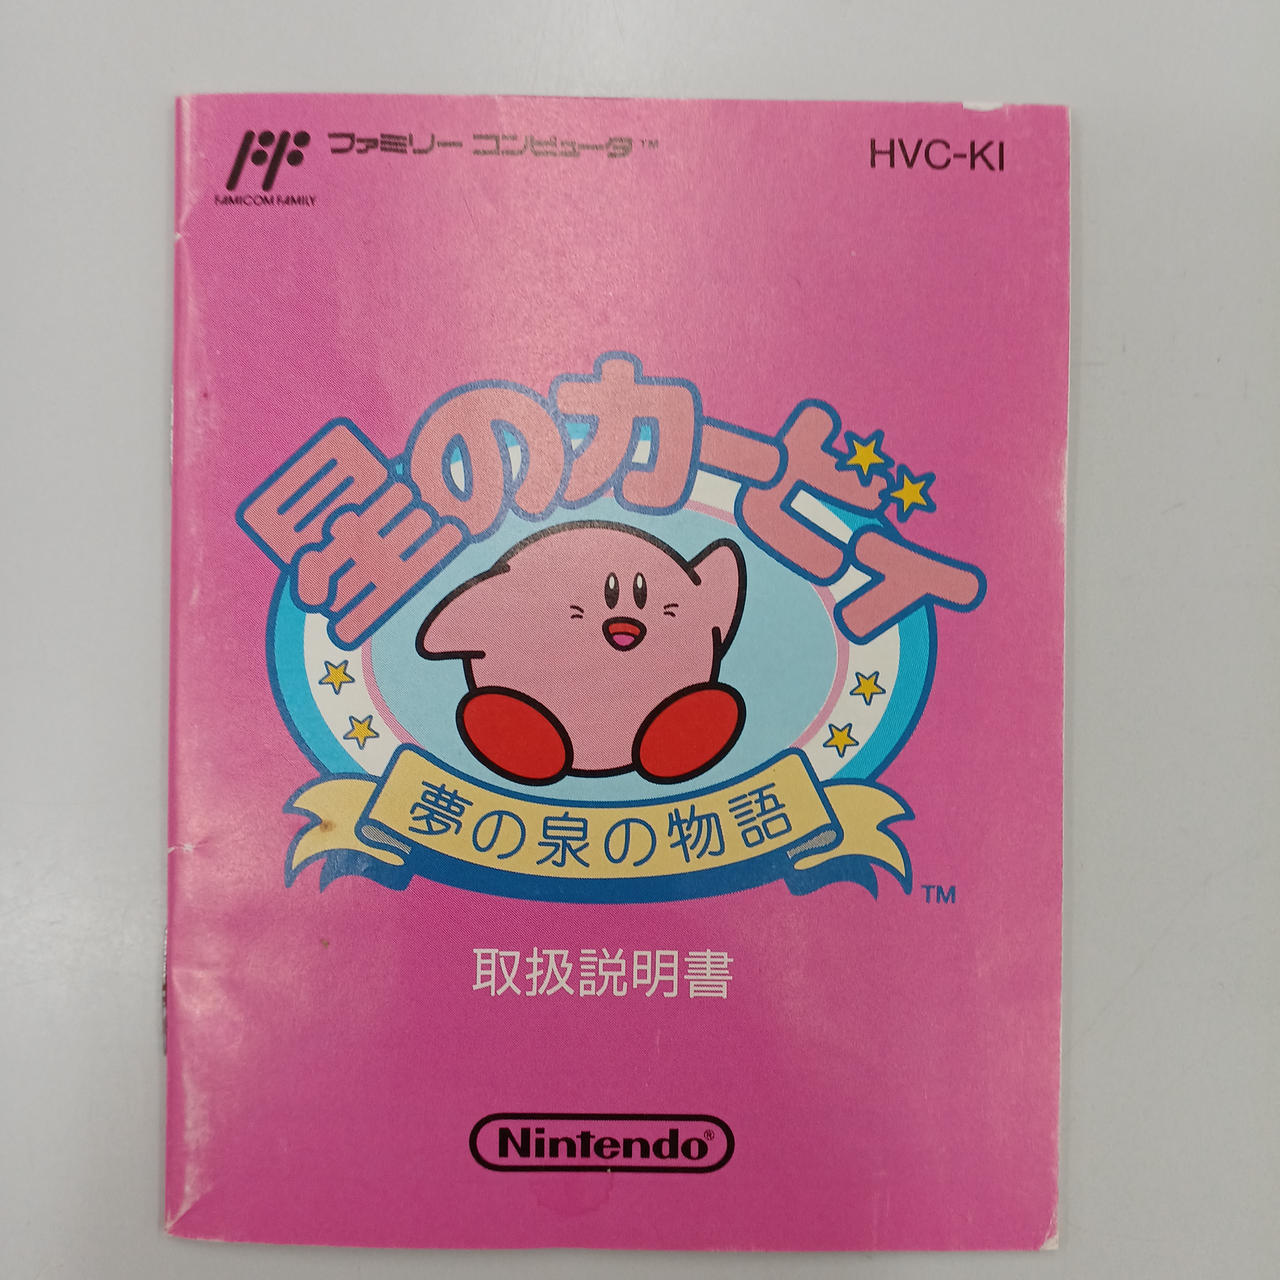 ファミリー コンピュータ™
FAMICOM FAMILY
HVC-KI
星のカービィ
夢の泉の物語
TM
取扱説明書
Nintendo®